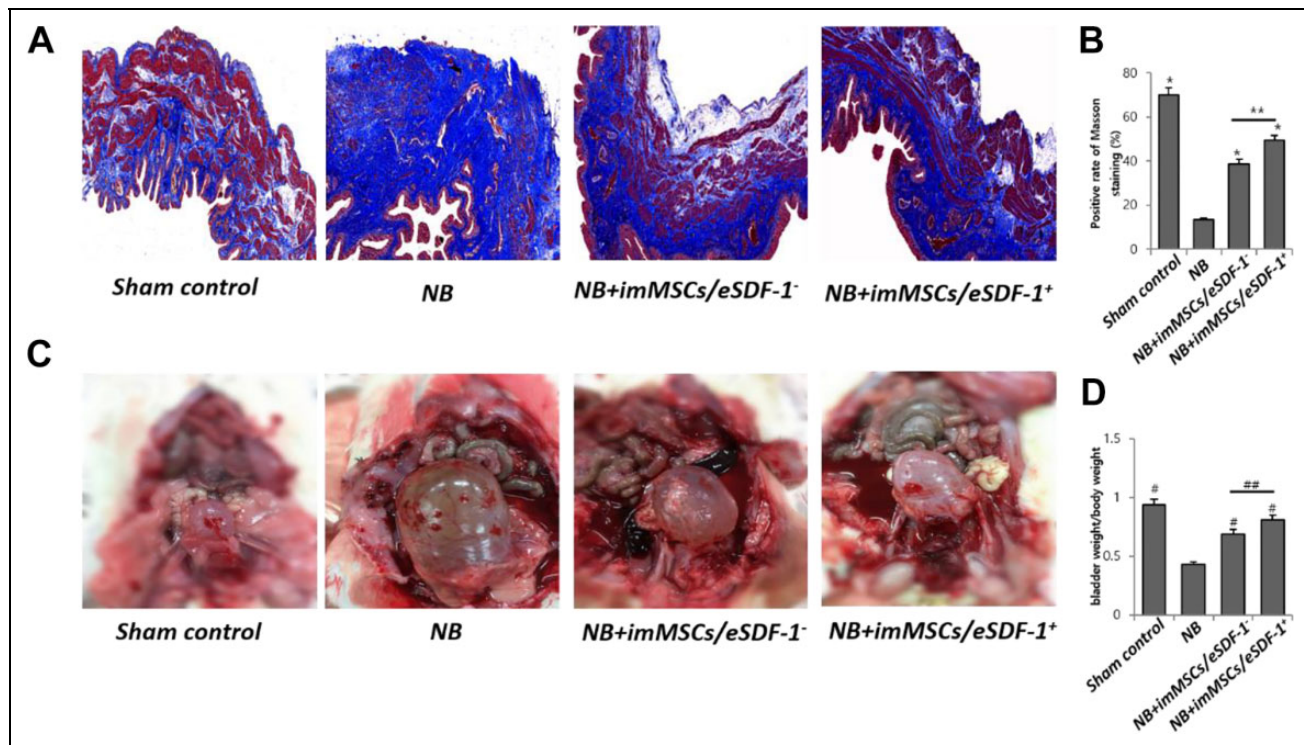 A
Sham control
NB
NB+imMSCs/eSDF-1⁻
NB+imMSCs/eSDF-1⁺
B
Positive rate of Masson
staining (%)
80
60
40
20
0
*
*
**
*
Sham control
NB
NB+imMSCs/eSDF-1⁻
NB+imMSCs/eSDF-1⁺
C
Sham control
NB
NB+imMSCs/eSDF-1⁻
NB+imMSCs/eSDF-1⁺
D
bladder weight/body weight
1.5
1
0.5
0
#
#
##
#
Sham control
NB
NB+imMSCs/eSDF-1⁻
NB+imMSCs/eSDF-1⁺